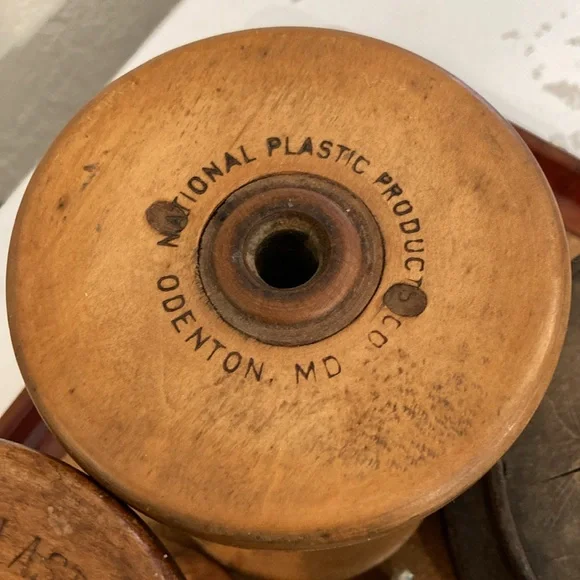 NATIONAL PLASTIC PRODUCTS CO.
ODENTON, MD